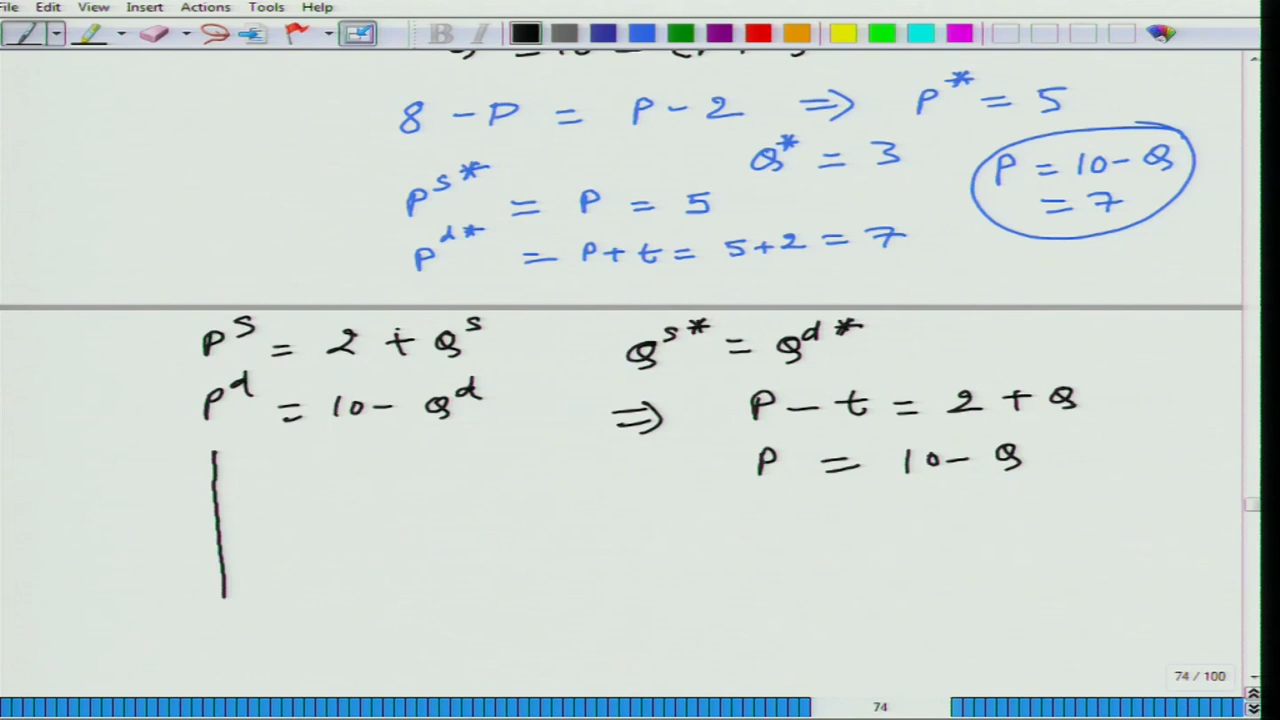 File Edit View Insert Actions Tools Help
B I
8 - P = P - 2 ⇒ P* = 5
Q* = 3
P = 10 - Q
= 7
P^{s*} = P = 5
P^{d*} = P + t = 5 + 2 = 7
P^s = 2 + Q^s
Q^{s*} = Q^{d*}
P^d = 10 - Q^d
⇒ P - t = 2 + Q
P = 10 - Q
74 / 100
74